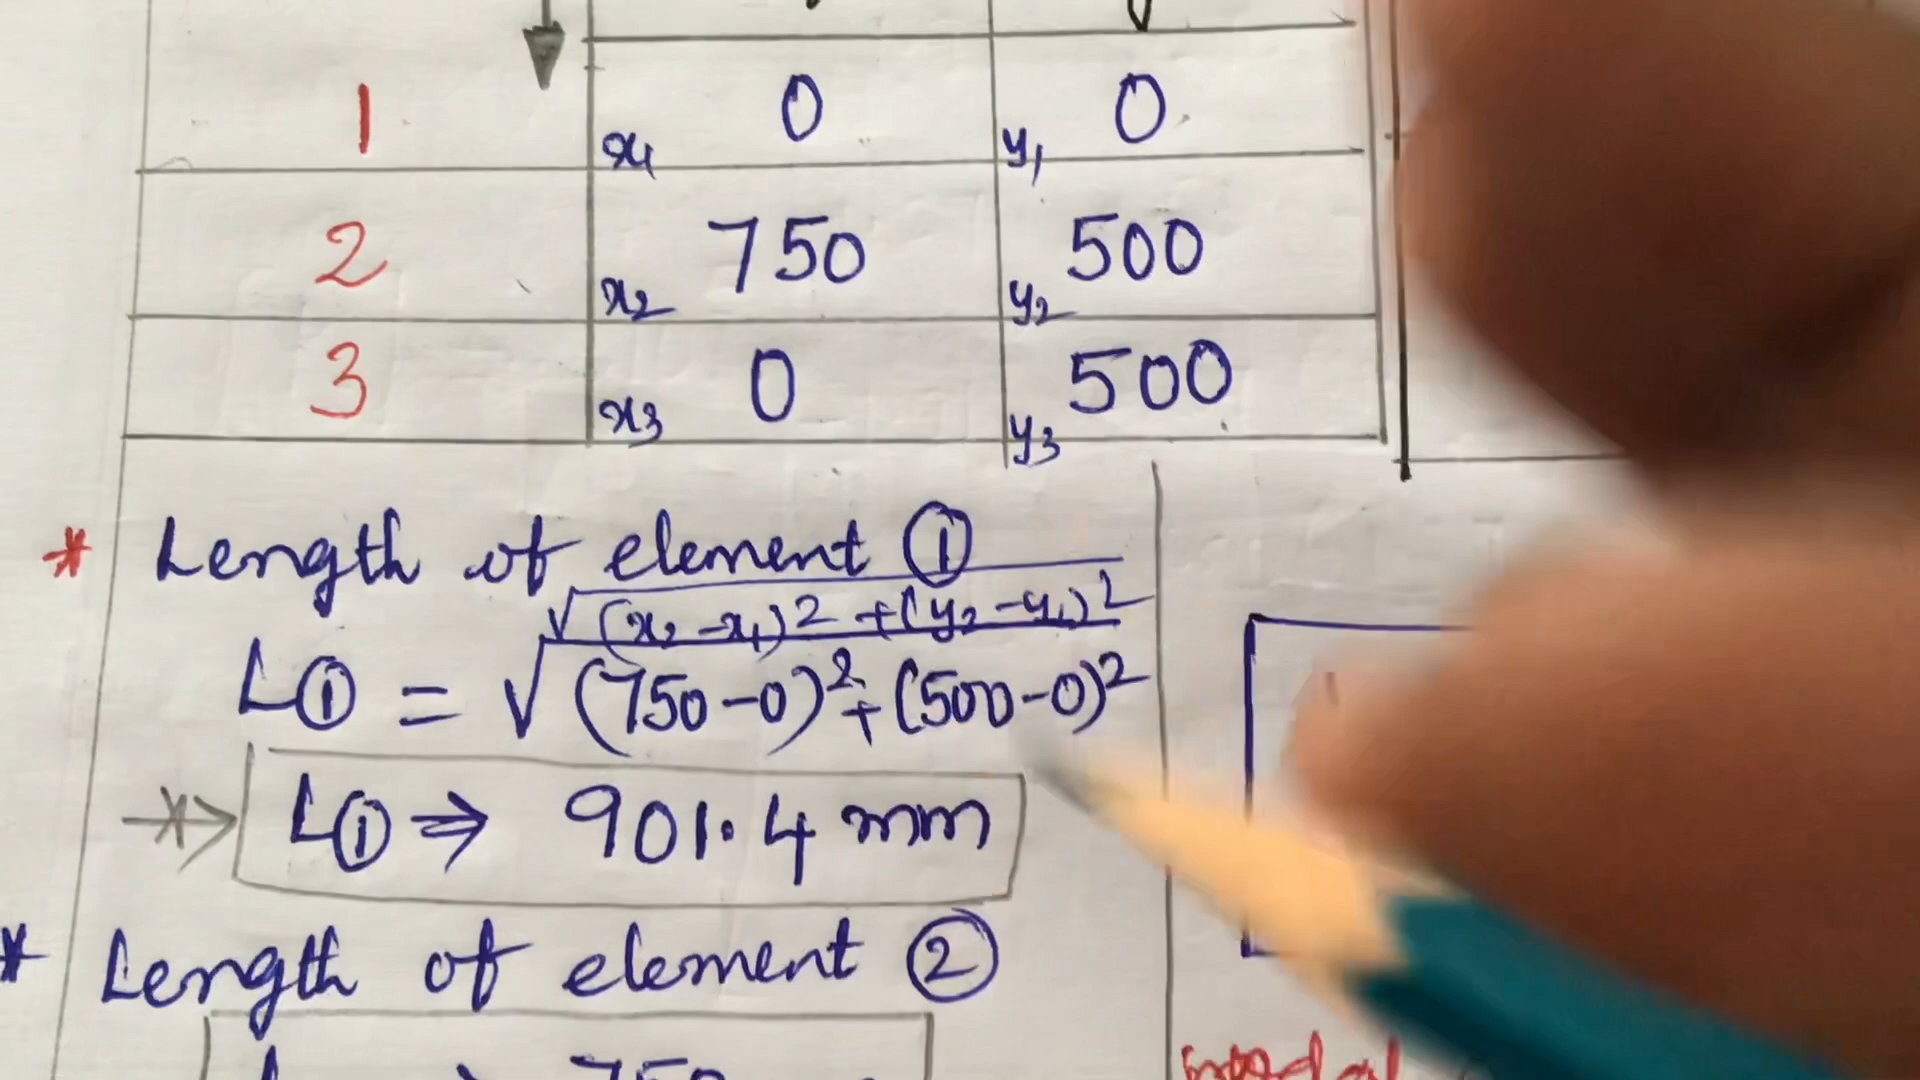 1 x1 0 y1 0
2 x2 750 y2 500
3 x3 0 y3 500
* Length of element ①
√(x2-x1)² + (y2-y1)²
L① = √(750-0)² + (500-0)²
L① ⇒ 901.4 mm
* Length of element ②
750